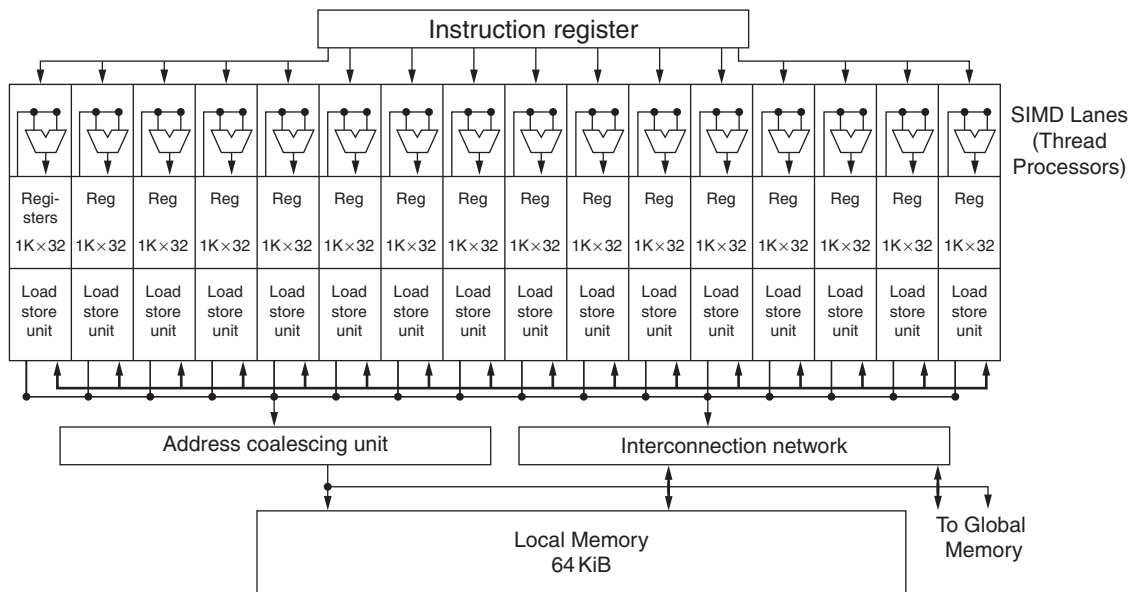 Instruction register
SIMD Lanes
(Thread
Processors)
Regi- Reg Reg Reg Reg Reg Reg Reg Reg Reg Reg Reg Reg Reg Reg Reg
sters
1K×32 1K×32 1K×32 1K×32 1K×32 1K×32 1K×32 1K×32 1K×32 1K×32 1K×32 1K×32 1K×32 1K×32 1K×32 1K×32
Load Load Load Load Load Load Load Load Load Load Load Load Load Load Load Load
store store store store store store store store store store store store store store store store
unit unit unit unit unit unit unit unit unit unit unit unit unit unit unit unit
Address coalescing unit
Interconnection network
Local Memory
64 KiB
To Global
Memory